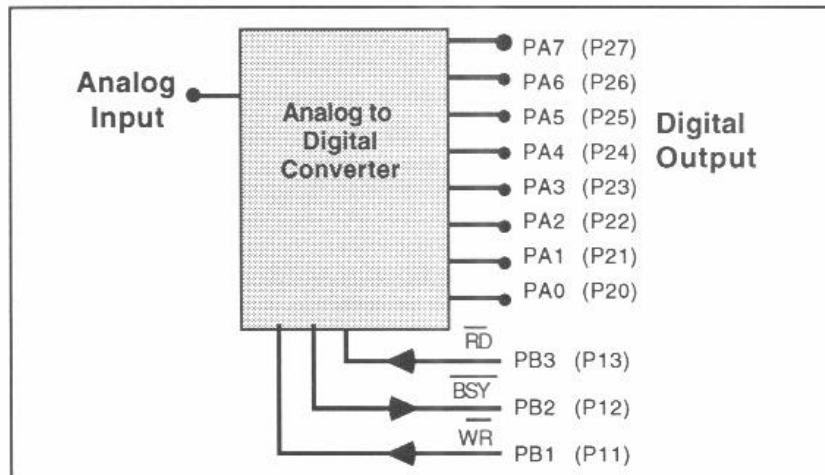 Analog
Input
Analog to
Digital
Converter
PA7 (P27)
PA6 (P26)
PA5 (P25)
PA4 (P24)
PA3 (P23)
PA2 (P22)
PA1 (P21)
PA0 (P20)
Digital
Output
RD
PB3 (P13)
BSY
PB2 (P12)
WR
PB1 (P11)